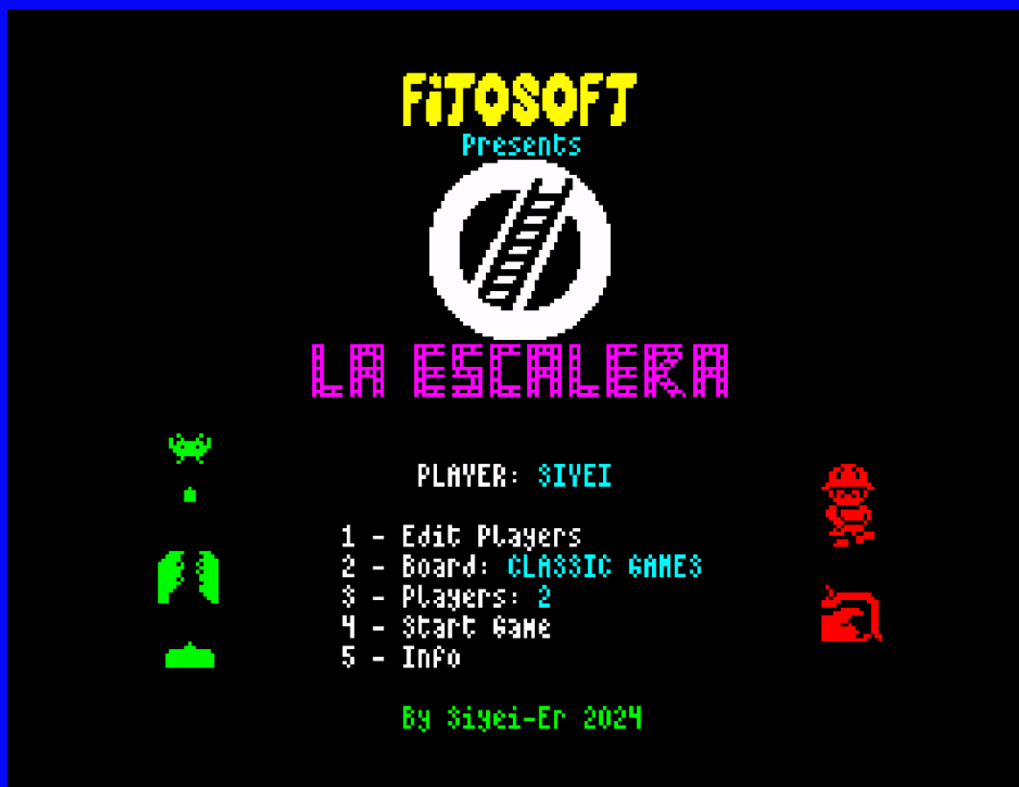 FiTOSOFT
Presents
LA ESCALERA
PLAYER: SIYEI
1 - Edit Players
2 - Board: CLASSIC GAMES
3 - Players: 2
4 - Start Game
5 - Info
By Siyei-Er 2024